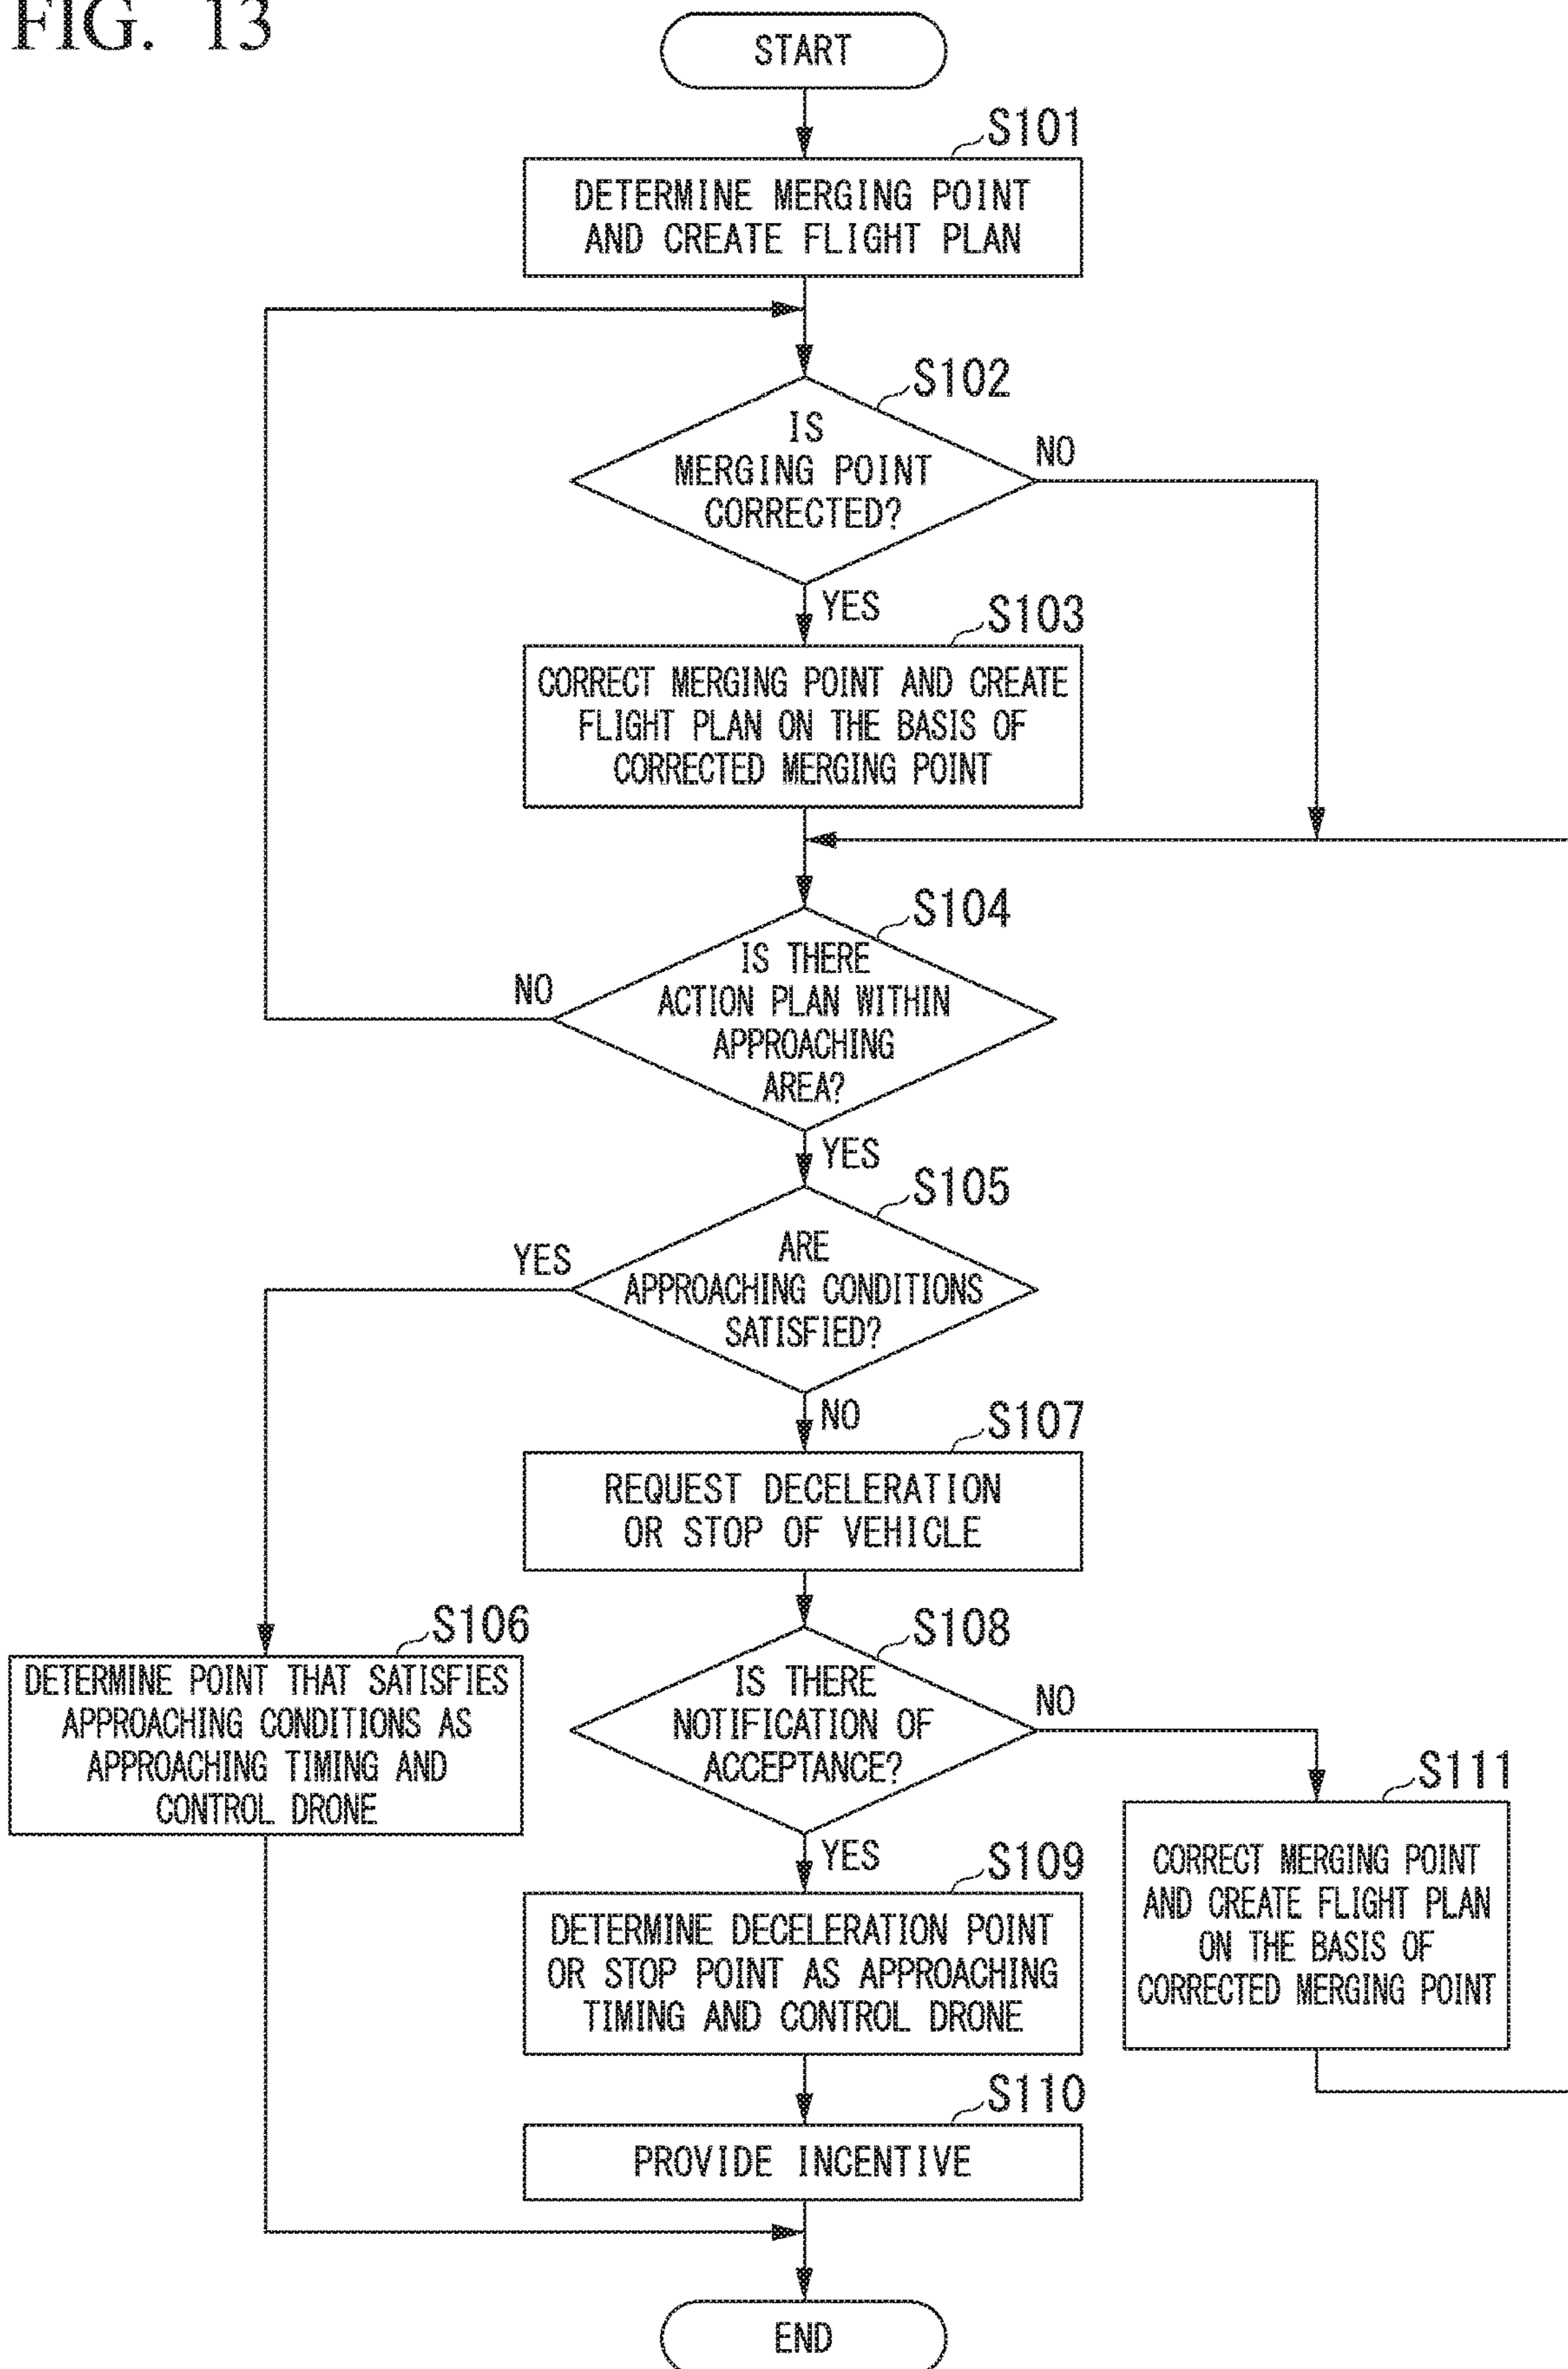 FIG. 13
START
S101
DETERMINE MERGING POINT
AND CREATE FLIGHT PLAN
S102
IS
MERGING POINT
CORRECTED?
NO
YES
S103
CORRECT MERGING POINT AND CREATE
FLIGHT PLAN ON THE BASIS OF
CORRECTED MERGING POINT
S104
IS THERE
ACTION PLAN WITHIN
APPROACHING
AREA?
NO
YES
S105
ARE
APPROACHING CONDITIONS
SATISFIED?
YES
NO
S107
REQUEST DECELERATION
OR STOP OF VEHICLE
S106
DETERMINE POINT THAT SATISFIES
APPROACHING CONDITIONS AS
APPROACHING TIMING AND
CONTROL DRONE
S108
IS THERE
NOTIFICATION OF
ACCEPTANCE?
NO
YES
S111
CORRECT MERGING POINT
AND CREATE FLIGHT PLAN
ON THE BASIS OF
CORRECTED MERGING POINT
S109
DETERMINE DECELERATION POINT
OR STOP POINT AS APPROACHING
TIMING AND CONTROL DRONE
S110
PROVIDE INCENTIVE
END